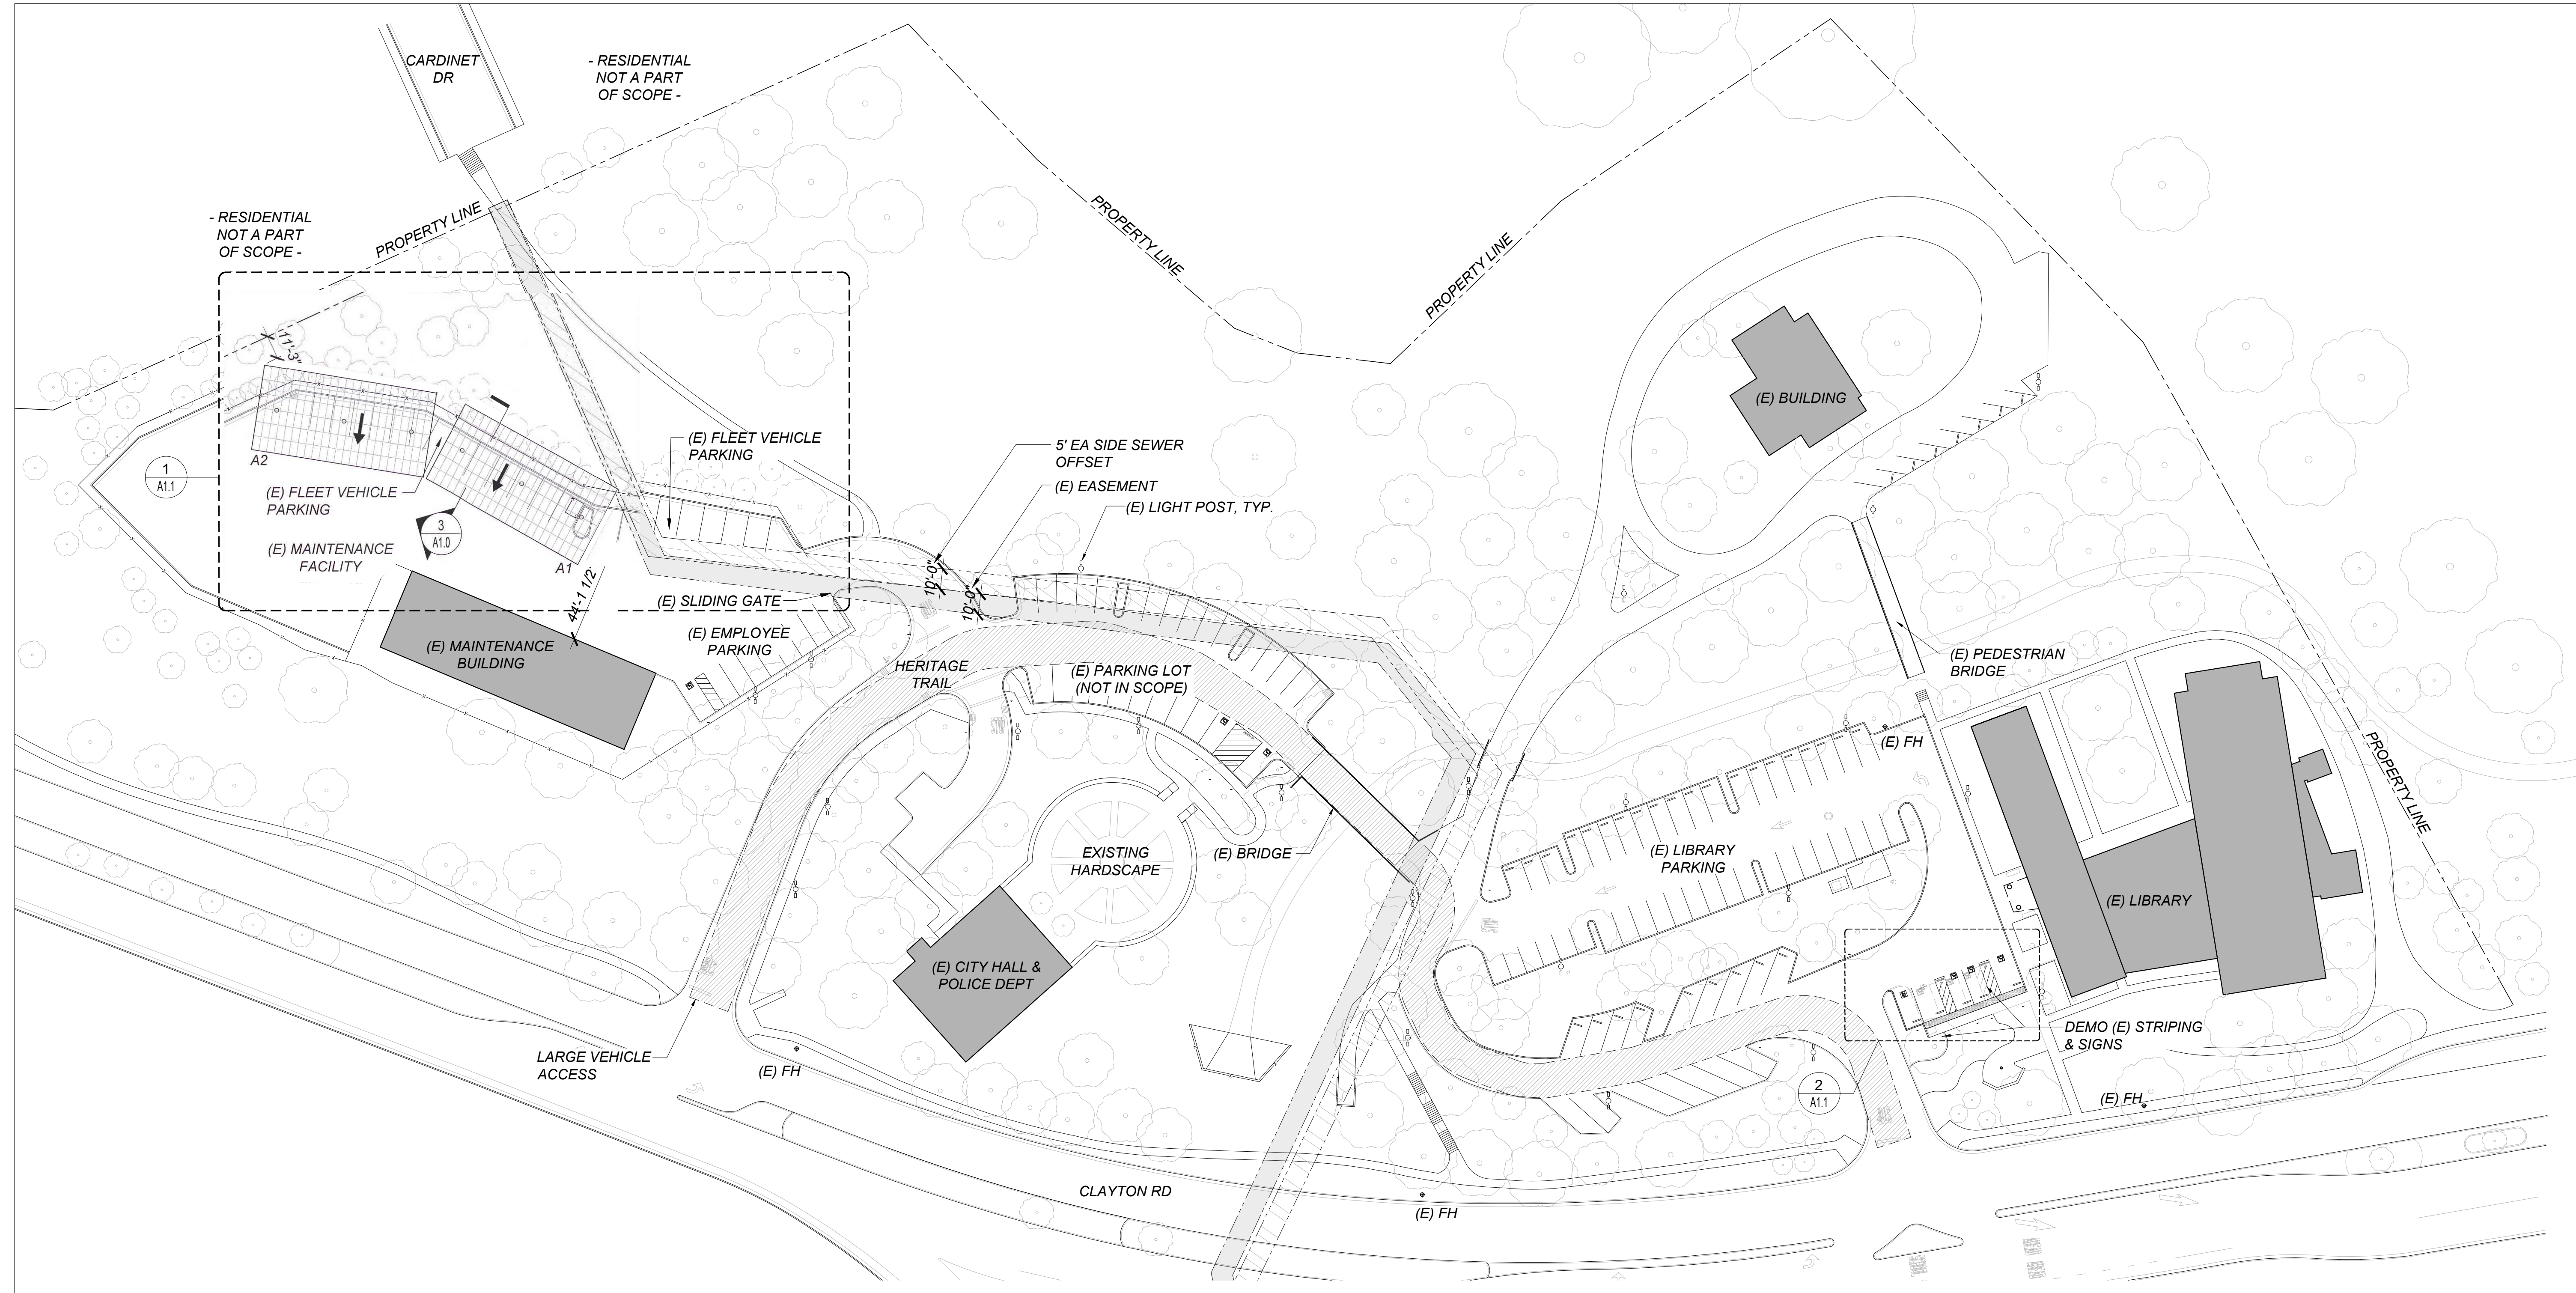 CARDINET
DR
- RESIDENTIAL
NOT A PART
OF SCOPE -
- RESIDENTIAL
NOT A PART
OF SCOPE -
PROPERTY LINE
PROPERTY LINE
PROPERTY LINE
PROPERTY LINE
11'-3"
A2
1
A1.1
(E) FLEET VEHICLE
PARKING
3
A1.0
(E) MAINTENANCE
FACILITY
A1
44'-1 1/2'
(E) FLEET VEHICLE
PARKING
5' EA SIDE SEWER
OFFSET
(E) EASEMENT
(E) LIGHT POST, TYP.
10'-0"
10'-0"
(E) SLIDING GATE
(E) EMPLOYEE
PARKING
(E) MAINTENANCE
BUILDING
HERITAGE
TRAIL
(E) PARKING LOT
(NOT IN SCOPE)
STOP
(E) BUILDING
(E) PEDESTRIAN
BRIDGE
(E) FH
EXISTING
HARDSCAPE
(E) BRIDGE
(E) LIBRARY
PARKING
(E) LIBRARY
(E) CITY HALL &
POLICE DEPT
DEMO (E) STRIPING
& SIGNS
LARGE VEHICLE
ACCESS
(E) FH
2
A1.1
(E) FH
CLAYTON RD
(E) FH